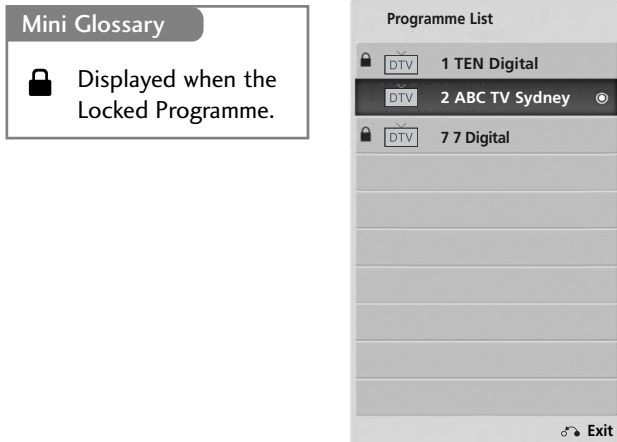 Mini Glossary
Displayed when the
Locked Programme.
Programme List
DTV 1 TEN Digital
DTV 2 ABC TV Sydney
DTV 7 7 Digital
Exit